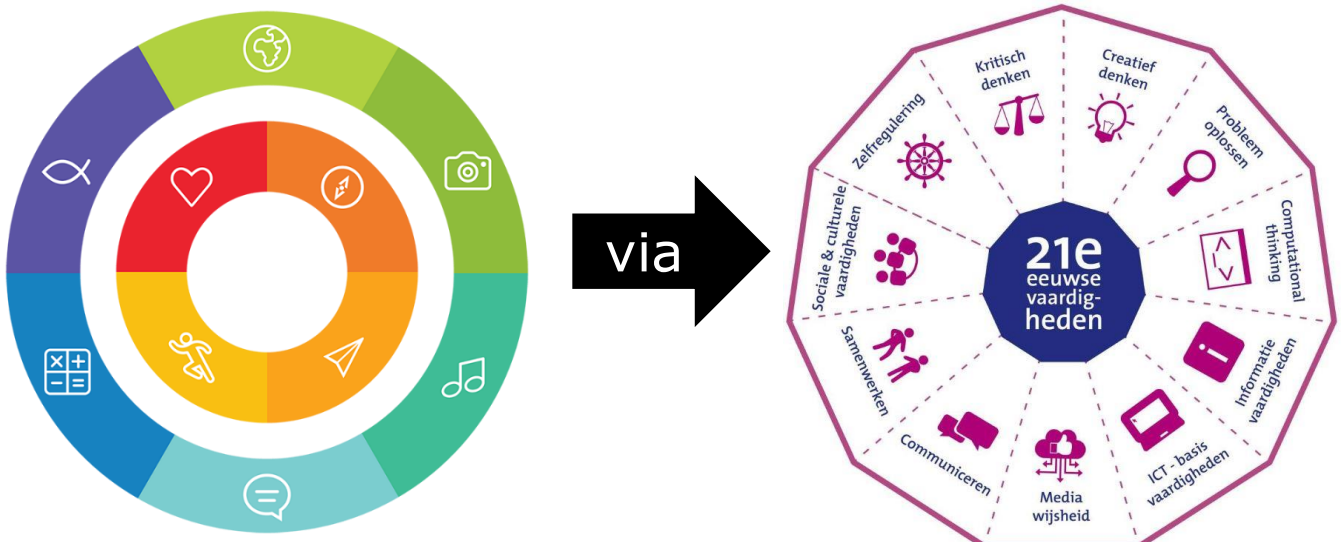 via
Kritisch
denken
Creatief
denken
Probleem
oplossen
Computational
thinking
Informatie
vaardigheden
ICT - basis
vaardigheden
Media
wijsheid
Communiceren
Samenwerken
Sociale & culturele
vaardigheden
Zelfregulering
21e
eeuwse
vaardig-
heden